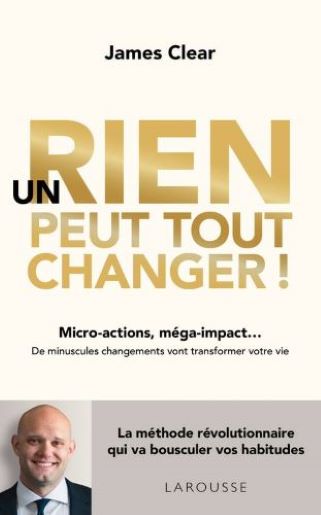 James Clear
UN RIEN
PEUT TOUT
CHANGER !
Micro-actions, méga-impact...
De minuscules changements vont transformer votre vie
La méthode révolutionnaire
qui va bousculer vos habitudes
LAROUSSE